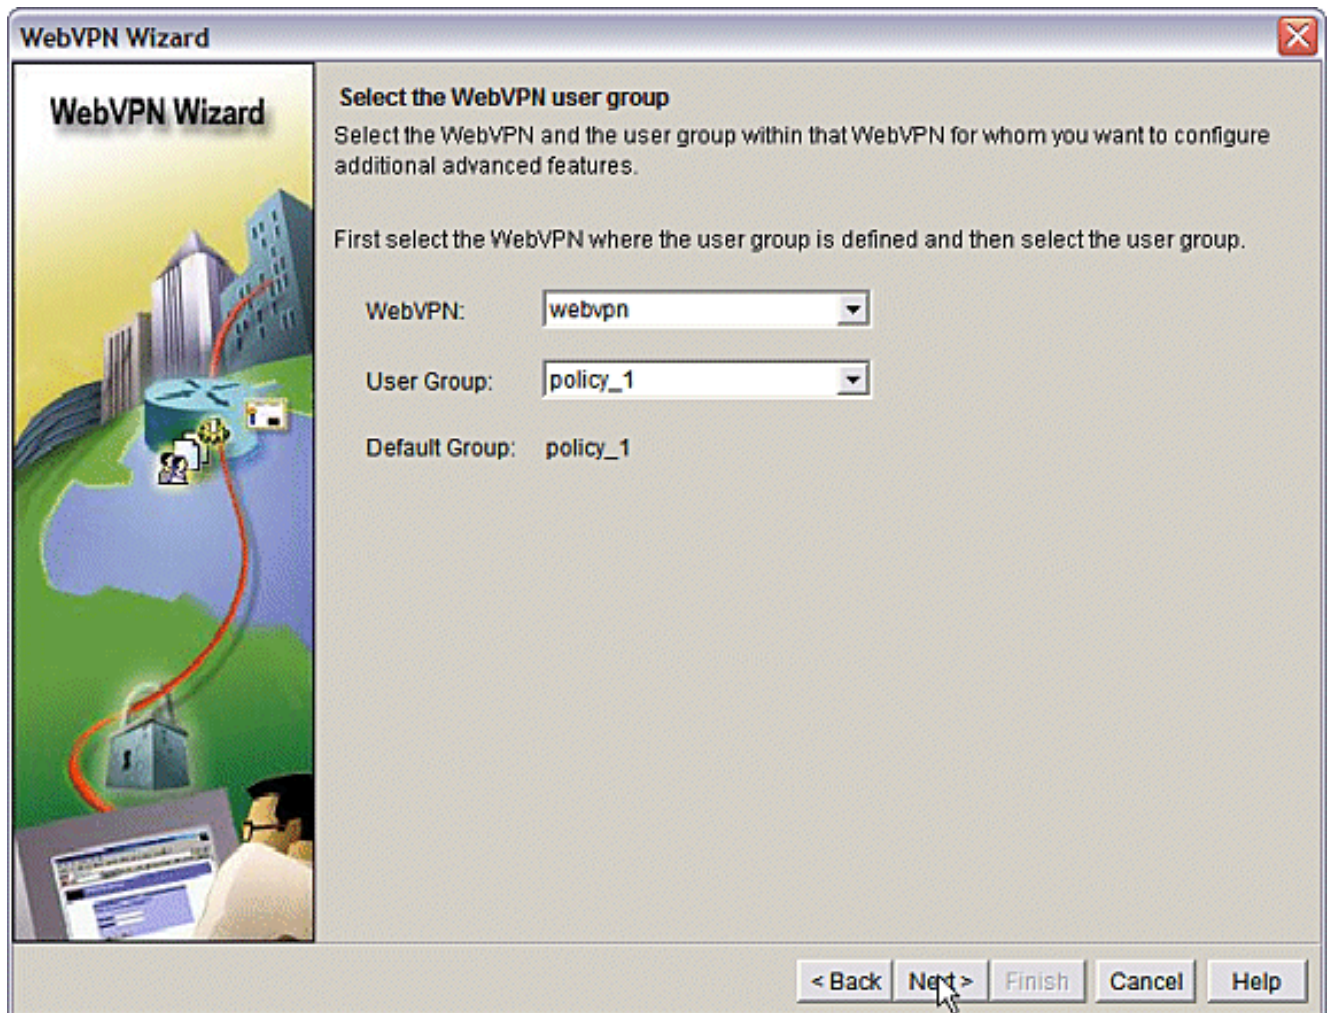 WebVPN Wizard
WebVPN Wizard
Select the WebVPN user group
Select the WebVPN and the user group within that WebVPN for whom you want to configure
additional advanced features.
First select the WebVPN where the user group is defined and then select the user group.
WebVPN: webvpn
User Group: policy_1
Default Group: policy_1
< Back Next > Finish Cancel Help